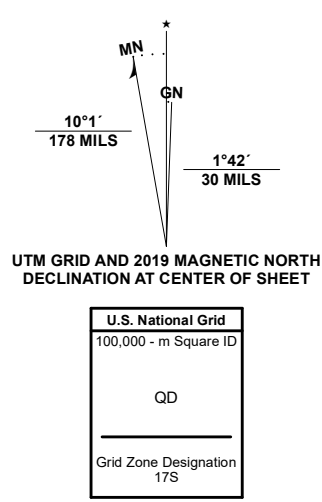 MN
GN
10°1´
178 MILS
1°42´
30 MILS
UTM GRID AND 2019 MAGNETIC NORTH
DECLINATION AT CENTER OF SHEET
U.S. National Grid
100,000 - m Square ID
QD
Grid Zone Designation
17S